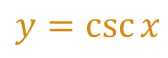 y = csc x